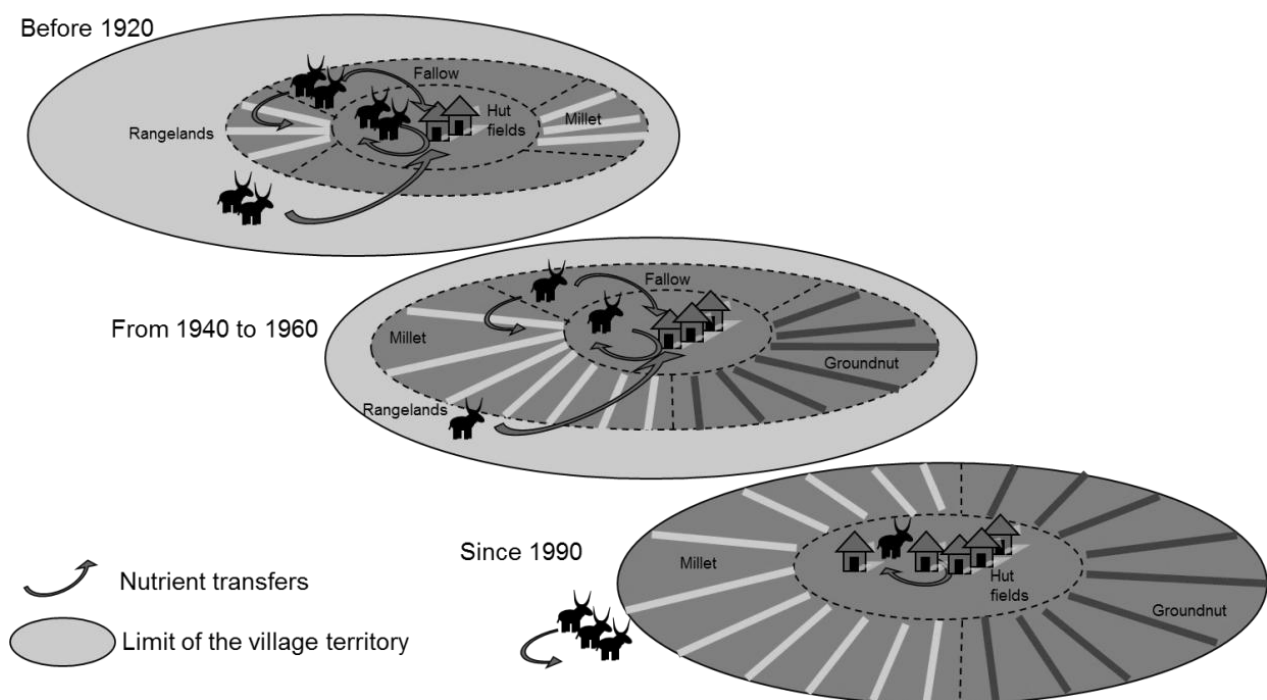 Before 1920
Fallow
Hut
fields
Millet
Rangelands
From 1940 to 1960
Fallow
Millet
Groundnut
Rangelands
Since 1990
Millet
Hut
fields
Groundnut
Nutrient transfers
Limit of the village territory